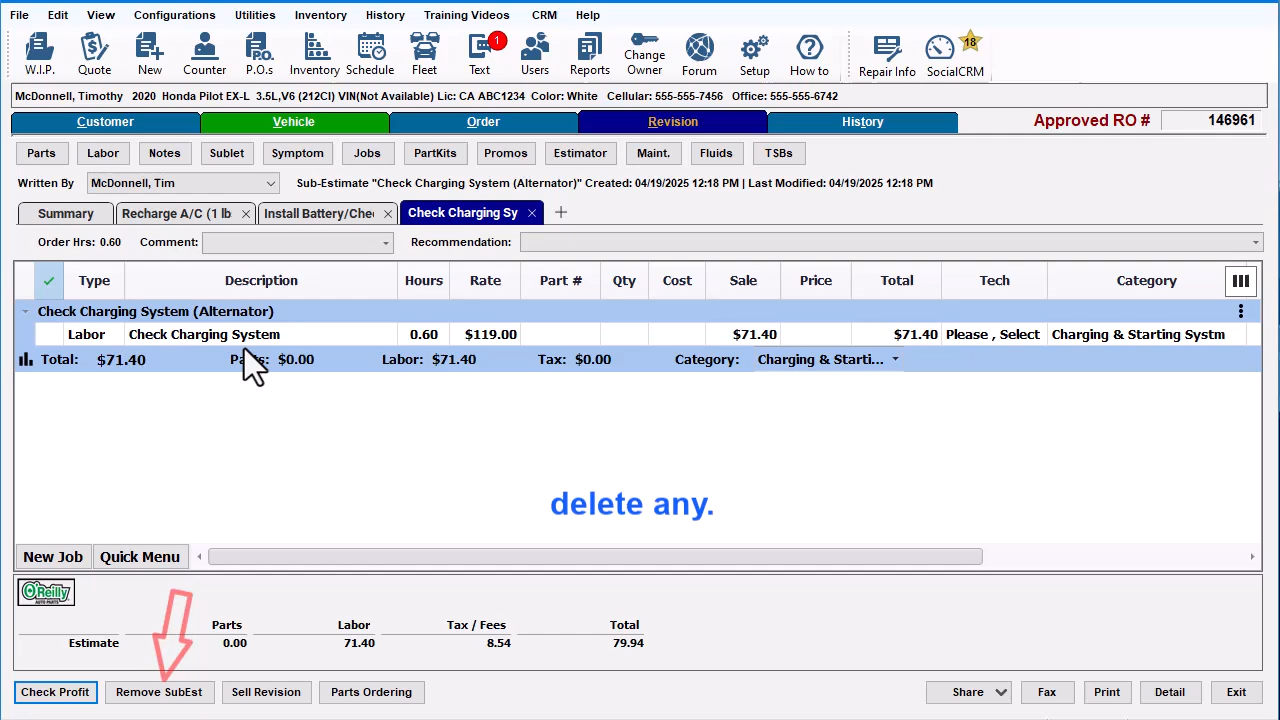 File Edit View Configurations Utilities Inventory History Training Videos CRM Help
1 18
W.I.P. Quote New Counter P.O.s Inventory Schedule Fleet Text Users Reports Change Owner Forum Setup How to Repair Info SocialCRM
McDonnell, Timothy 2020 Honda Pilot EX-L 3.5L,V6 (212CI) VIN(Not Available) Lic: CA ABC1234 Color: White Cellular: 555-555-7456 Office: 555-555-6742
Customer Vehicle Order Revision History Approved RO # 146961
Parts Labor Notes Sublet Symptom Jobs PartKits Promos Estimator Maint. Fluids TSBs
Written By McDonnell, Tim Sub-Estimate "Check Charging System (Alternator)" Created: 04/19/2025 12:18 PM | Last Modified: 04/19/2025 12:18 PM
Summary Recharge A/C (1 lb Install Battery/Chec Check Charging Sy
Order Hrs: 0.60 Comment: Recommendation:
Type Description Hours Rate Part # Qty Cost Sale Price Total Tech Category
Check Charging System (Alternator)
Labor Check Charging System 0.60 $119.00 $71.40 $71.40 Please , Select Charging & Starting Systm
Total: $71.40 Parts: $0.00 Labor: $71.40 Tax: $0.00 Category: Charging & Starti...
delete any.
New Job Quick Menu
O'Reilly
AUTO PARTS
Parts Labor Tax / Fees Total
Estimate 0.00 71.40 8.54 79.94
Check Profit Remove SubEst Sell Revision Parts Ordering Share Fax Print Detail Exit